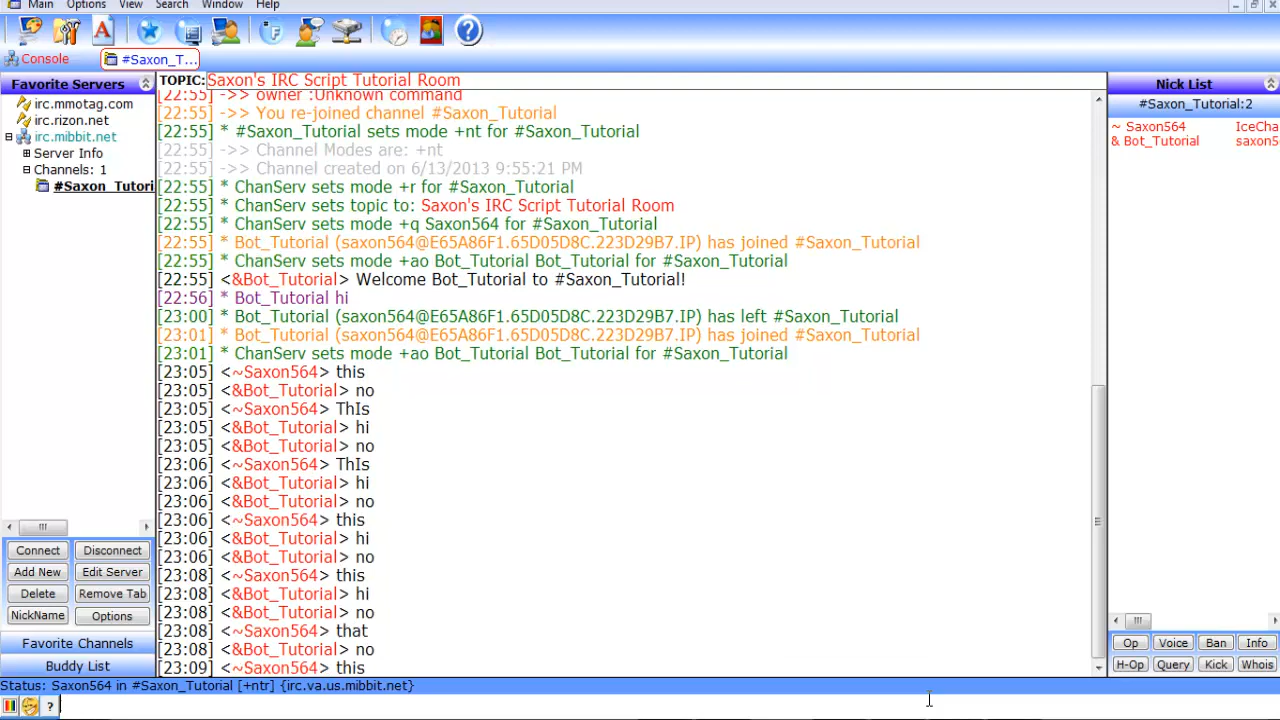 Main Options View Search Window Help
Console
#Saxon_T...
Favorite Servers
irc.mmotag.com
irc.rizon.net
irc.mibbit.net
Server Info
Channels: 1
#Saxon_Tutori
Connect Disconnect
Add New Edit Server
Delete Remove Tab
NickName Options
Favorite Channels
Buddy List
TOPIC:Saxon's IRC Script Tutorial Room
[22:55] ->> owner :Unknown command
[22:55] ->> You re-joined channel #Saxon_Tutorial
[22:55] * #Saxon_Tutorial sets mode +nt for #Saxon_Tutorial
[22:55] ->> Channel Modes are: +nt
[22:55] ->> Channel created on 6/13/2013 9:55:21 PM
[22:55] * ChanServ sets mode +r for #Saxon_Tutorial
[22:55] * ChanServ sets topic to: Saxon's IRC Script Tutorial Room
[22:55] * ChanServ sets mode +q Saxon564 for #Saxon_Tutorial
[22:55] * Bot_Tutorial (saxon564@E65A86F1.65D05D8C.223D29B7.IP) has joined #Saxon_Tutorial
[22:55] * ChanServ sets mode +ao Bot_Tutorial Bot_Tutorial for #Saxon_Tutorial
[22:55] <&Bot_Tutorial> Welcome Bot_Tutorial to #Saxon_Tutorial!
[22:56] * Bot_Tutorial hi
[23:00] * Bot_Tutorial (saxon564@E65A86F1.65D05D8C.223D29B7.IP) has left #Saxon_Tutorial
[23:01] * Bot_Tutorial (saxon564@E65A86F1.65D05D8C.223D29B7.IP) has joined #Saxon_Tutorial
[23:01] * ChanServ sets mode +ao Bot_Tutorial Bot_Tutorial for #Saxon_Tutorial
[23:05] <~Saxon564> this
[23:05] <&Bot_Tutorial> no
[23:05] <~Saxon564> ThIs
[23:05] <&Bot_Tutorial> hi
[23:05] <&Bot_Tutorial> no
[23:06] <~Saxon564> ThIs
[23:06] <&Bot_Tutorial> hi
[23:06] <&Bot_Tutorial> no
[23:06] <~Saxon564> this
[23:06] <&Bot_Tutorial> hi
[23:06] <&Bot_Tutorial> no
[23:08] <~Saxon564> this
[23:08] <&Bot_Tutorial> hi
[23:08] <&Bot_Tutorial> no
[23:08] <~Saxon564> that
[23:08] <&Bot_Tutorial> no
[23:09] <~Saxon564> this
Nick List
#Saxon_Tutorial:2
~ Saxon564 IceCha
& Bot_Tutorial saxon5
Op Voice Ban Info
H-Op Query Kick Whois
Status: Saxon564 in #Saxon_Tutorial [+ntr] {irc.va.us.mibbit.net}